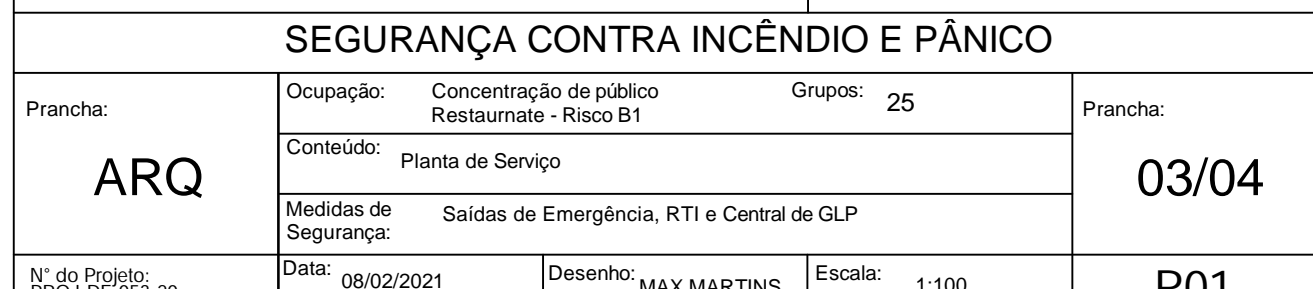 SEGURANÇA CONTRA INCÊNDIO E PÂNICO
Prancha:
ARQ
Ocupação: Concentração de público
Restaurnate - Risco B1
Grupos: 25
Conteúdo: Planta de Serviço
Medidas de Segurança: Saídas de Emergência, RTI e Central de GLP
Prancha:
03/04
N° do Projeto:
Data: 08/02/2021
Desenho: MAX MARTINS
Escala: 1:100